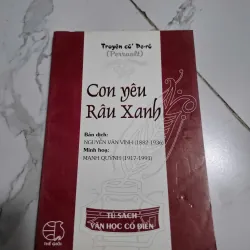 Truyện cổ Pe-rô
(Perrault)
Con yêu
Râu Xanh
Bản dịch:
NGUYỄN VĂN VĨNH (1882-1936)
Minh họa:
MẠNH QUỲNH (1917-1991)
TỦ SÁCH
VĂN HỌC CỔ ĐIỂN